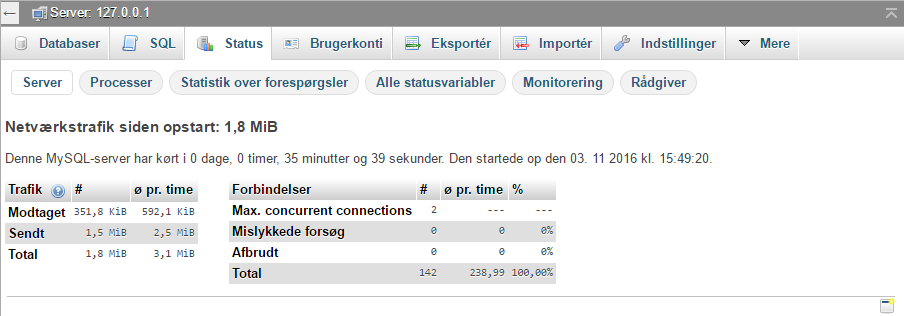 Server: 127.0.0.1
Databaser SQL Status Brugerkonti Eksportér Importér Indstillinger Mere
Server Processer Statistik over forespørgsler Alle statusvariabler Monitorering Rådgiver
Netværkstrafik siden opstart: 1,8 MiB
Denne MySQL-server har kørt i 0 dage, 0 timer, 35 minutter og 39 sekunder. Den startede op den 03. 11 2016 kl. 15:49:20.
Trafik # ø pr. time
Modtaget 351,8 KiB 592,1 KiB
Sendt 1,5 MiB 2,5 MiB
Total 1,8 MiB 3,1 MiB
Forbindelser # ø pr. time %
Max. concurrent connections 2 --- ---
Mislykkede forsøg 0 0 0%
Afbrudt 0 0 0%
Total 142 238,99 100,00%